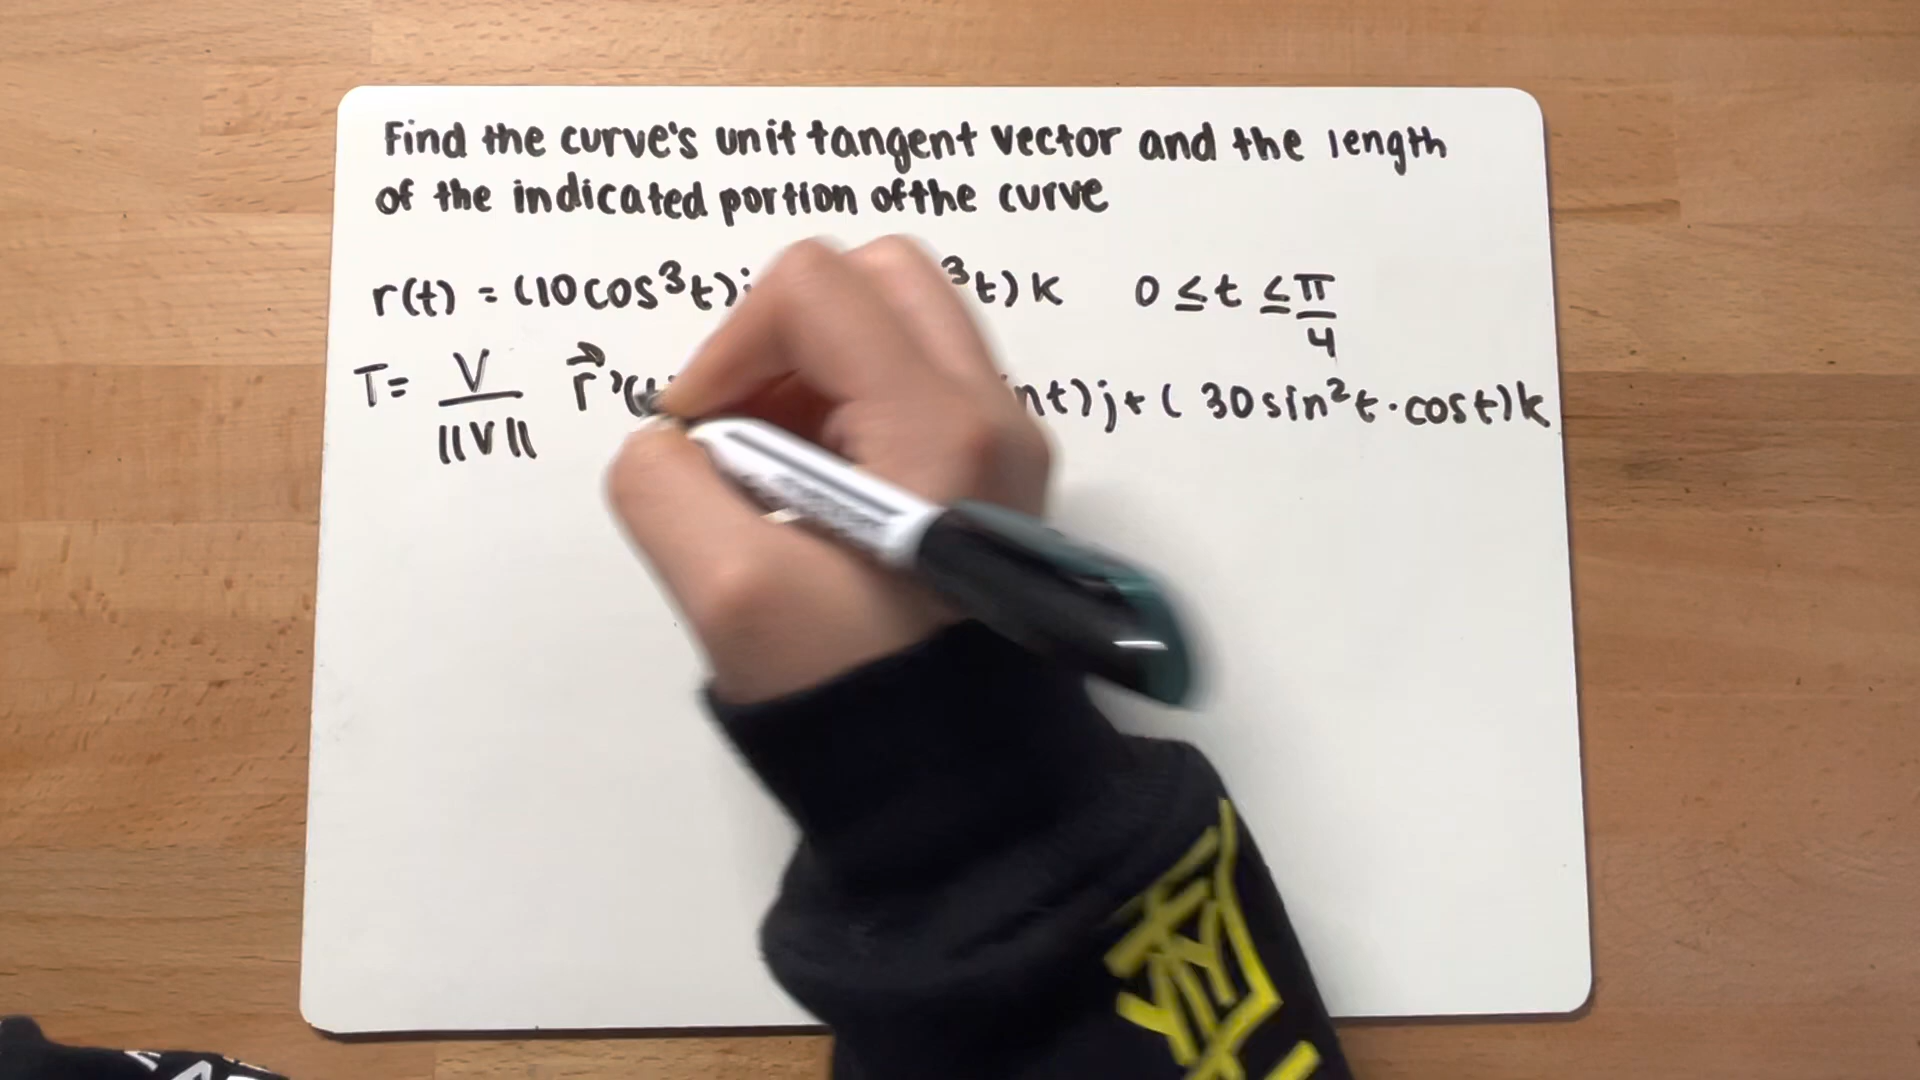 Find the curve's unit tangent vector and the length
of the indicated portion of the curve
r(t) = (10cos³t)j ³t)k 0 ≤ t ≤ π/4
T = V/||V|| r⃗'(t nt)j + (30sin²t·cost)k